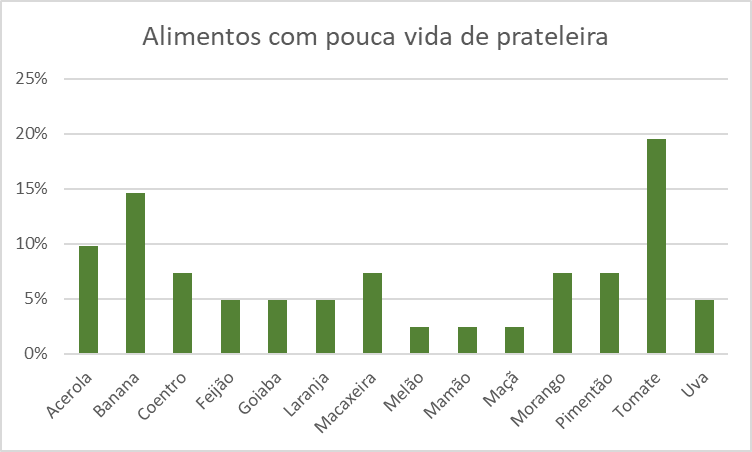 Alimentos com pouca vida de prateleira
25%
20%
15%
10%
5%
0%
Acerola
Banana
Coentro
Feijão
Goiaba
Laranja
Macaxeira
Melão
Mamão
Maçã
Morango
Pimentão
Tomate
Uva